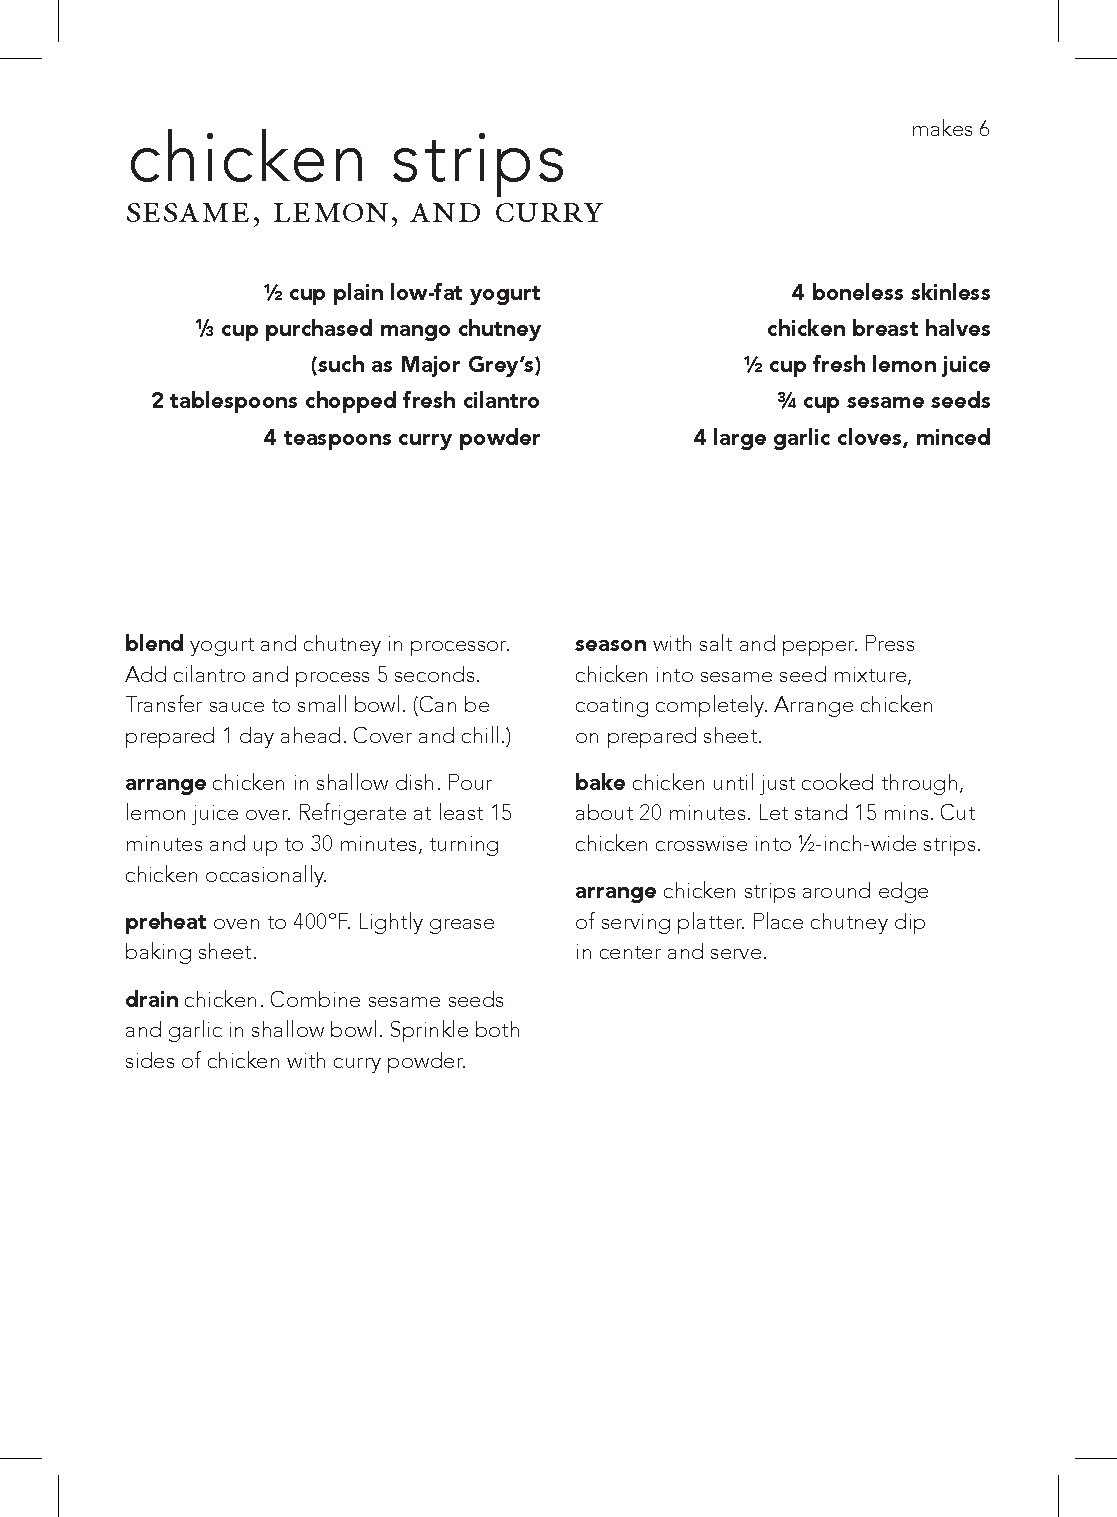 makes 6
chicken strips
SESAME, LEMON, AND CURRY
½ cup plain low-fat yogurt
⅓ cup purchased mango chutney
(such as Major Grey’s)
2 tablespoons chopped fresh cilantro
4 teaspoons curry powder
4 boneless skinless
chicken breast halves
½ cup fresh lemon juice
¾ cup sesame seeds
4 large garlic cloves, minced
blend yogurt and chutney in processor.
Add cilantro and process 5 seconds.
Transfer sauce to small bowl. (Can be
prepared 1 day ahead. Cover and chill.)
arrange chicken in shallow dish. Pour
lemon juice over. Refrigerate at least 15
minutes and up to 30 minutes, turning
chicken occasionally.
preheat oven to 400°F. Lightly grease
baking sheet.
drain chicken. Combine sesame seeds
and garlic in shallow bowl. Sprinkle both
sides of chicken with curry powder.
season with salt and pepper. Press
chicken into sesame seed mixture,
coating completely. Arrange chicken
on prepared sheet.
bake chicken until just cooked through,
about 20 minutes. Let stand 15 mins. Cut
chicken crosswise into ½-inch-wide strips.
arrange chicken strips around edge
of serving platter. Place chutney dip
in center and serve.